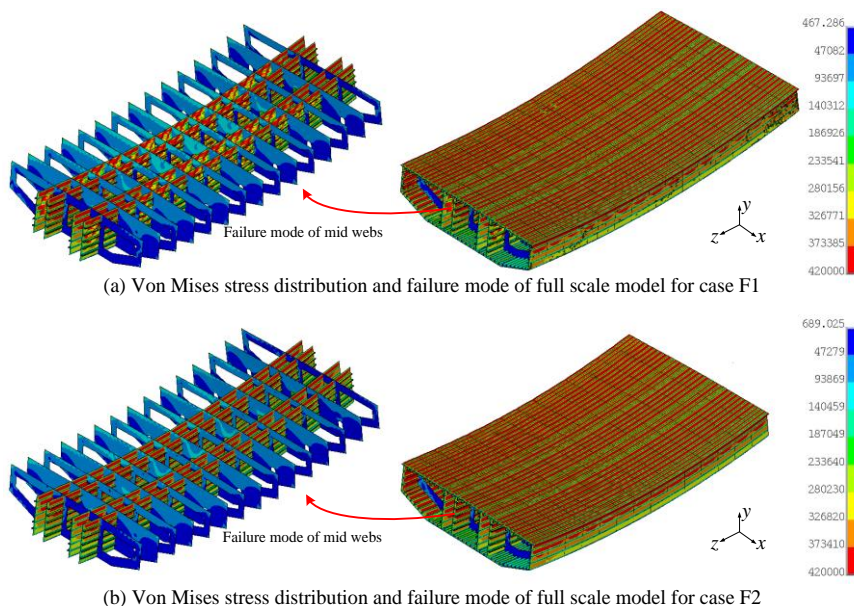 467.286
47082
93697
140312
186926
233541
280156
326771
373385
420000
Failure mode of mid webs
y
z
x
(a) Von Mises stress distribution and failure mode of full scale model for case F1
689.025
47279
93869
140459
187049
233640
280230
326820
373410
420000
Failure mode of mid webs
y
z
x
(b) Von Mises stress distribution and failure mode of full scale model for case F2